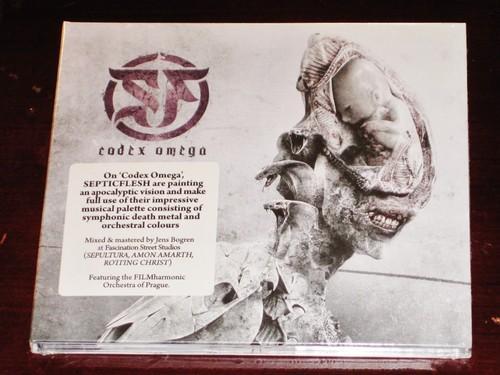 SF
codex omega
On 'Codex Omega',
SEPTICFLESH are painting
an apocalyptic vision and make
full use of their impressive
musical palette consisting of
symphonic death metal and
orchestral colours
Mixed & mastered by Jens Bogren
at Fascination Street Studios
(SEPULTURA, AMON AMARTH,
ROTTING CHRIST)
Featuring the FILMharmonic
Orchestra of Prague.